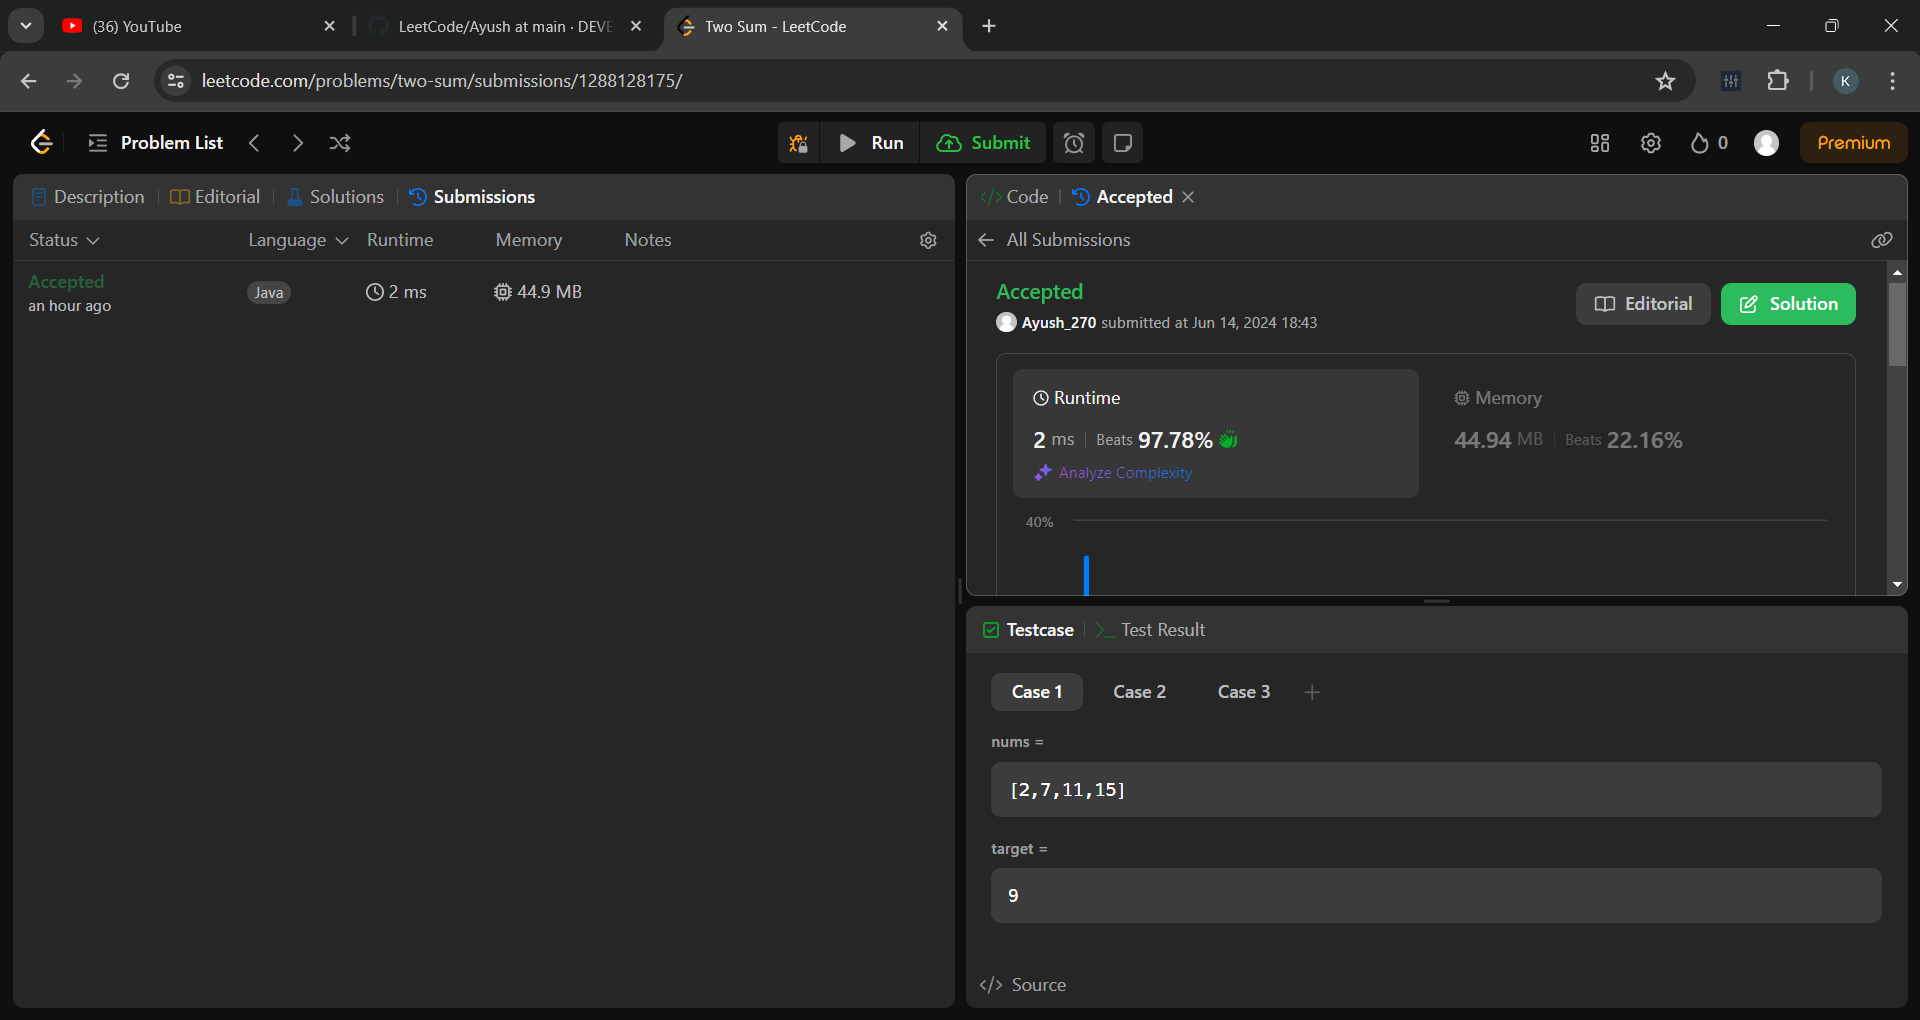 (36) YouTube
LeetCode/Ayush at main · DEVE
Two Sum - LeetCode
leetcode.com/problems/two-sum/submissions/1288128175/
K
Problem List
Run
Submit
0
Premium
Description
Editorial
Solutions
Submissions
Status
Language
Runtime
Memory
Notes
Accepted
an hour ago
Java
2 ms
44.9 MB
Code
Accepted
All Submissions
Accepted
Ayush_270 submitted at Jun 14, 2024 18:43
Editorial
Solution
Runtime
2 ms
Beats 97.78%
Analyze Complexity
Memory
44.94 MB
Beats 22.16%
40%
Testcase
Test Result
Case 1
Case 2
Case 3
nums =
[2,7,11,15]
target =
9
Source